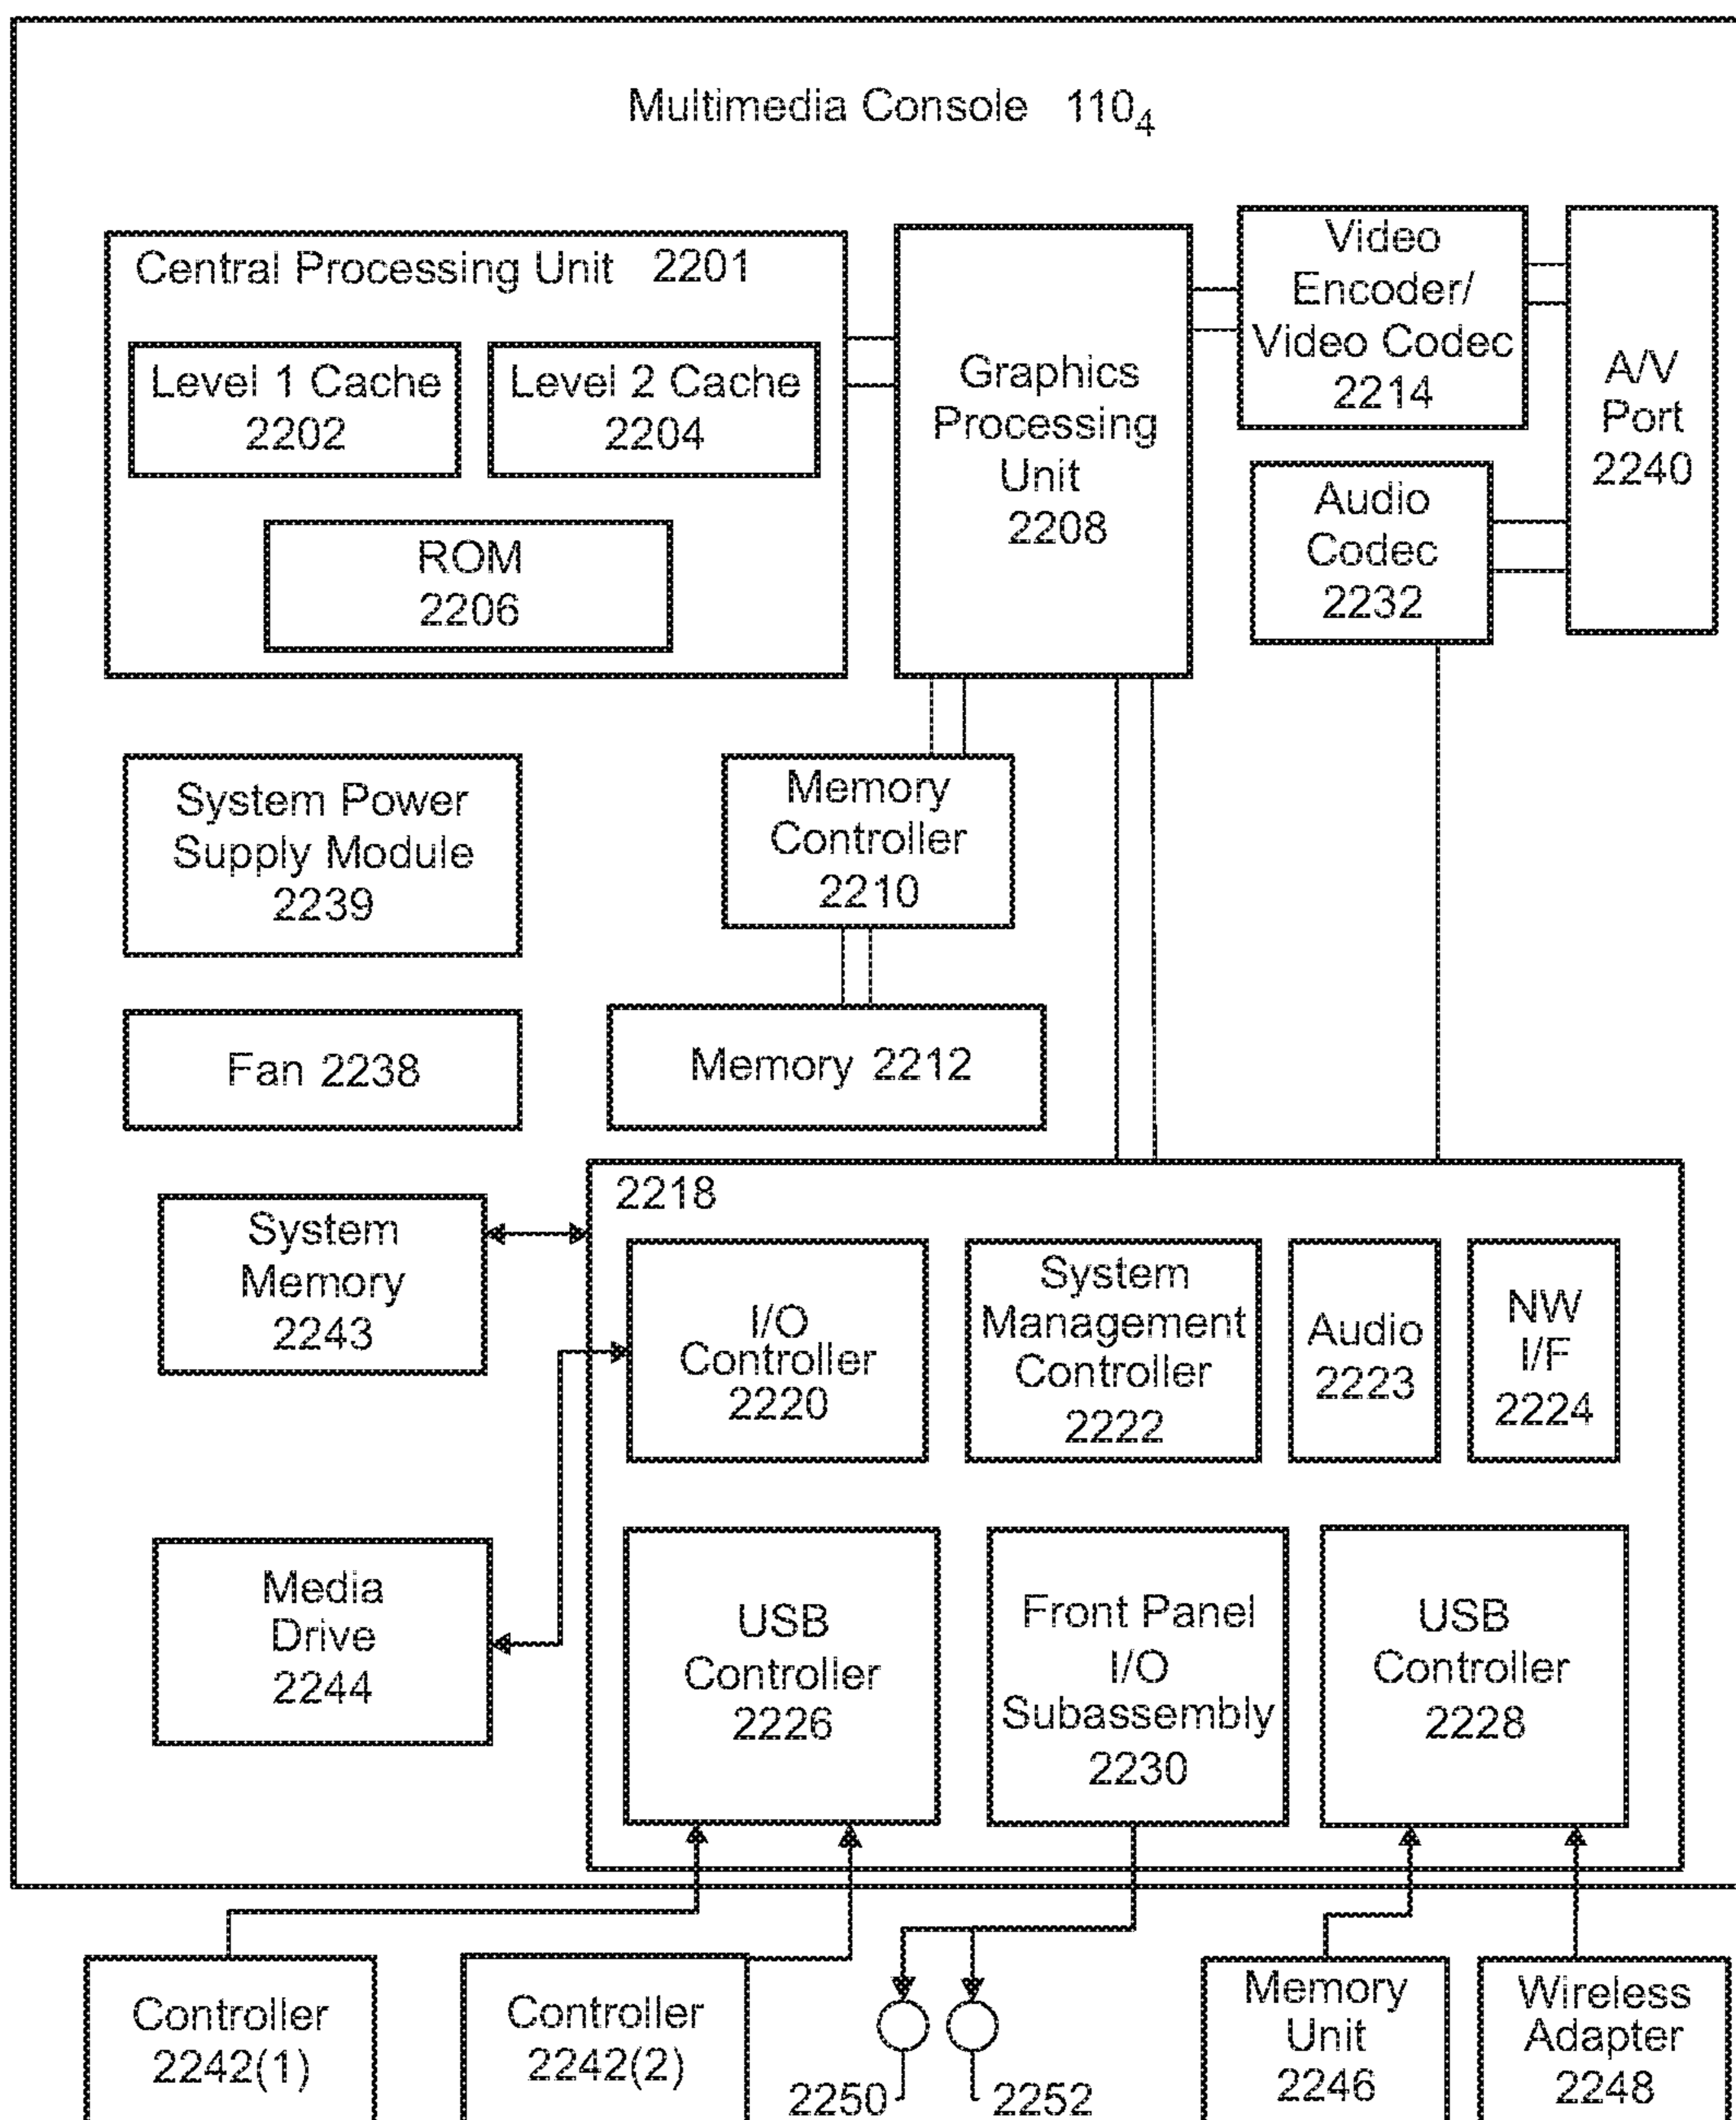 Multimedia Console 110₄
Central Processing Unit 2201
Level 1 Cache
2202
Level 2 Cache
2204
ROM
2206
Graphics
Processing
Unit
2208
Video
Encoder/
Video Codec
2214
A/V
Port
2240
Audio
Codec
2232
System Power
Supply Module
2239
Memory
Controller
2210
Fan 2238
Memory 2212
2218
System
Memory
2243
I/O
Controller
2220
System
Management
Controller
2222
Audio
2223
NW
I/F
2224
Media
Drive
2244
USB
Controller
2226
Front Panel
I/O
Subassembly
2230
USB
Controller
2228
Controller
2242(1)
Controller
2242(2)
2250
2252
Memory
Unit
2246
Wireless
Adapter
2248